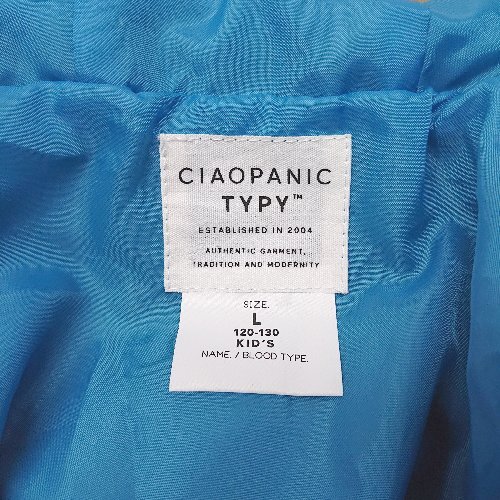 CIAOPANIC
TYPY™
ESTABLISHED IN 2004
AUTHENTIC GARMENT,
TRADITION AND MODERNITY
SIZE.
L
120-130
KID'S
NAME. / BLOOD TYPE.